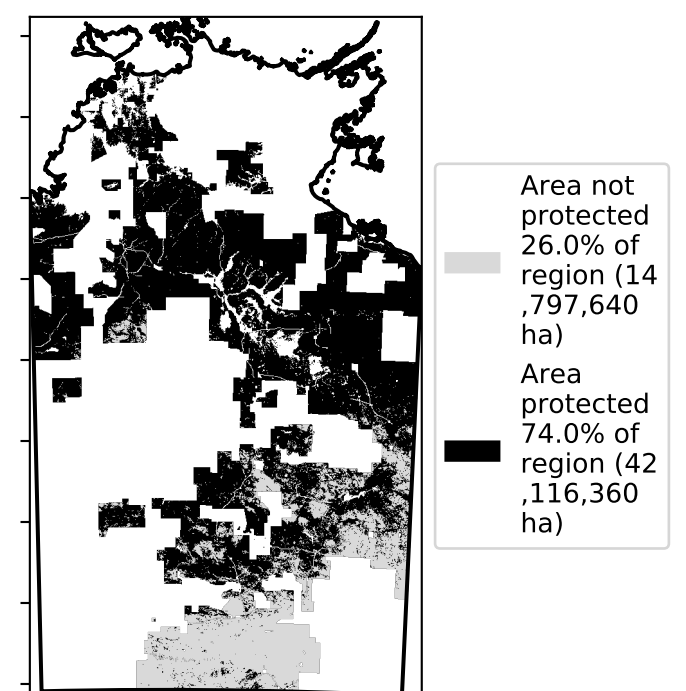 Area not
protected
26.0% of
region (14
,797,640
ha)
Area
protected
74.0% of
region (42
,116,360
ha)